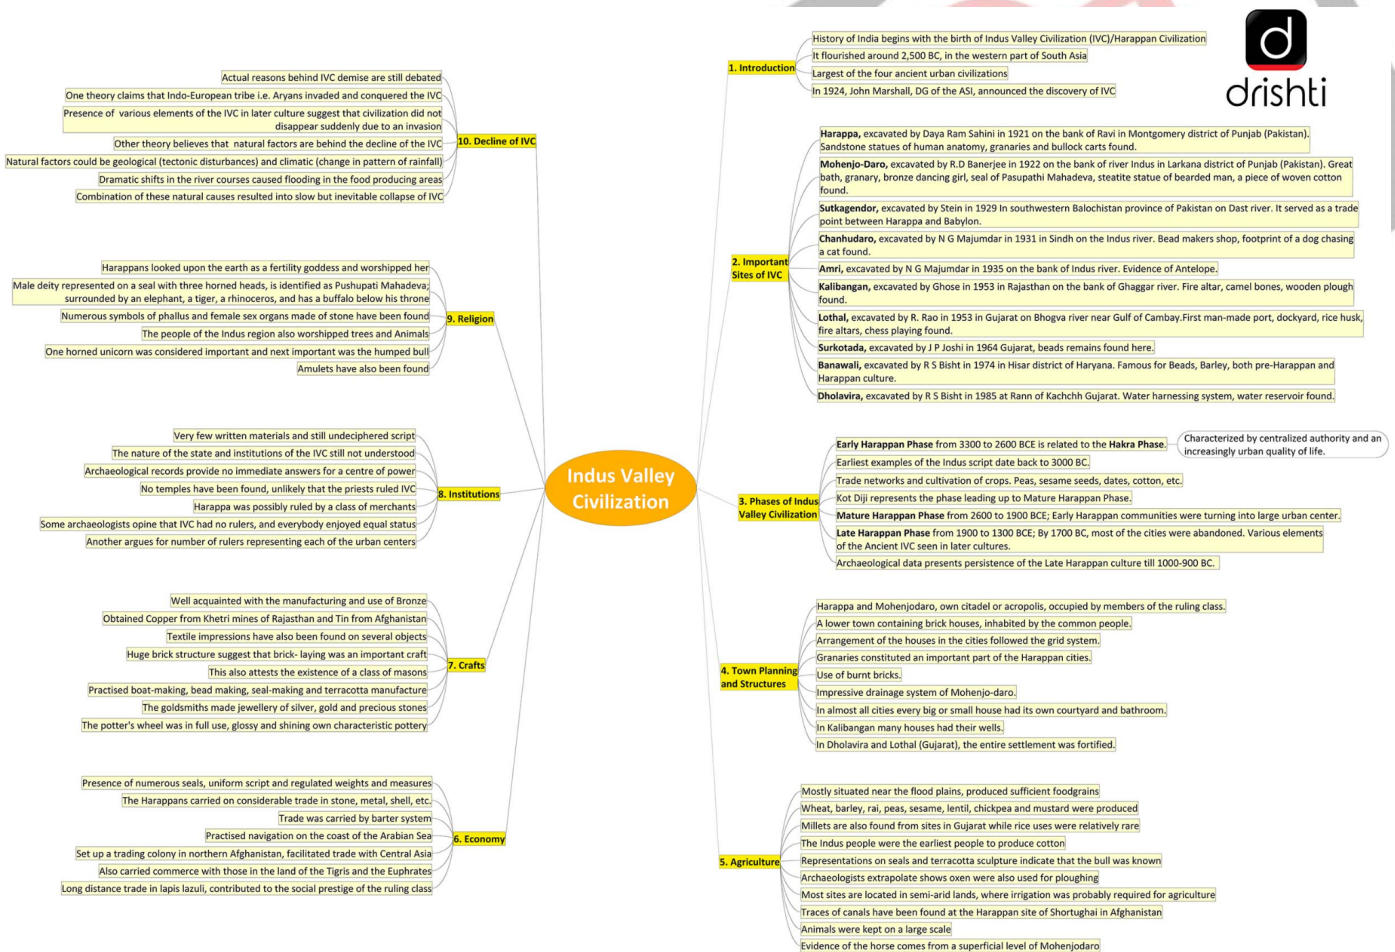 drishti
Indus Valley
Civilization
1. Introduction
History of India begins with the birth of Indus Valley Civilization (IVC)/Harappan Civilization
It flourished around 2,500 BC, in the western part of South Asia
Largest of the four ancient urban civilizations
In 1924, John Marshall, DG of the ASI, announced the discovery of IVC
2. Important
Sites of IVC
Harappa, excavated by Daya Ram Sahini in 1921 on the bank of Ravi in Montgomery district of Punjab (Pakistan).
Sandstone statues of human anatomy, granaries and bullock carts found.
Mohenjo-Daro, excavated by R.D Banerjee in 1922 on the bank of river Indus in Larkana district of Punjab (Pakistan). Great
bath, granary, bronze dancing girl, seal of Pasupathi Mahadeva, steatite statue of bearded man, a piece of woven cotton
found.
Sutkagendor, excavated by Stein in 1929 In southwestern Balochistan province of Pakistan on Dast river. It served as a trade
point between Harappa and Babylon.
Chanhudaro, excavated by N G Majumdar in 1931 in Sindh on the Indus river. Bead makers shop, footprint of a dog chasing
a cat found.
Amri, excavated by N G Majumdar in 1935 on the bank of Indus river. Evidence of Antelope.
Kalibangan, excavated by Ghose in 1953 in Rajasthan on the bank of Ghaggar river. Fire altar, camel bones, wooden plough
found.
Lothal, excavated by R. Rao in 1953 in Gujarat on Bhogva river near Gulf of Cambay.First man-made port, dockyard, rice husk,
fire altars, chess playing found.
Surkotada, excavated by J P Joshi in 1964 Gujarat, beads remains found here.
Banawali, excavated by R S Bisht in 1974 in Hisar district of Haryana. Famous for Beads, Barley, both pre-Harappan and
Harappan culture.
Dholavira, excavated by R S Bisht in 1985 at Rann of Kachchh Gujarat. Water harnessing system, water reservoir found.
3. Phases of Indus
Valley Civilization
Early Harappan Phase from 3300 to 2600 BCE is related to the Hakra Phase.
Characterized by centralized authority and an
increasingly urban quality of life.
Earliest examples of the Indus script date back to 3000 BC.
Trade networks and cultivation of crops. Peas, sesame seeds, dates, cotton, etc.
Kot Diji represents the phase leading up to Mature Harappan Phase.
Mature Harappan Phase from 2600 to 1900 BCE; Early Harappan communities were turning into large urban center.
Late Harappan Phase from 1900 to 1300 BCE; By 1700 BC, most of the cities were abandoned. Various elements
of the Ancient IVC seen in later cultures.
Archaeological data presents persistence of the Late Harappan culture till 1000-900 BC.
4. Town Planning
and Structures
Harappa and Mohenjodaro, own citadel or acropolis, occupied by members of the ruling class.
A lower town containing brick houses, inhabited by the common people.
Arrangement of the houses in the cities followed the grid system.
Granaries constituted an important part of the Harappan cities.
Use of burnt bricks.
Impressive drainage system of Mohenjo-daro.
In almost all cities every big or small house had its own courtyard and bathroom.
In Kalibangan many houses had their wells.
In Dholavira and Lothal (Gujarat), the entire settlement was fortified.
5. Agriculture
Mostly situated near the flood plains, produced sufficient foodgrains
Wheat, barley, rai, peas, sesame, lentil, chickpea and mustard were produced
Millets are also found from sites in Gujarat while rice uses were relatively rare
The Indus people were the earliest people to produce cotton
Representations on seals and terracotta sculpture indicate that the bull was known
Archaeologists extrapolate shows oxen were also used for ploughing
Most sites are located in semi-arid lands, where irrigation was probably required for agriculture
Traces of canals have been found at the Harappan site of Shortughai in Afghanistan
Animals were kept on a large scale
Evidence of the horse comes from a superficial level of Mohenjodaro
6. Economy
Presence of numerous seals, uniform script and regulated weights and measures
The Harappans carried on considerable trade in stone, metal, shell, etc.
Trade was carried by barter system
Practised navigation on the coast of the Arabian Sea
Set up a trading colony in northern Afghanistan, facilitated trade with Central Asia
Also carried commerce with those in the land of the Tigris and the Euphrates
Long distance trade in lapis lazuli, contributed to the social prestige of the ruling class
7. Crafts
Well acquainted with the manufacturing and use of Bronze
Obtained Copper from Khetri mines of Rajasthan and Tin from Afghanistan
Textile impressions have also been found on several objects
Huge brick structure suggest that brick- laying was an important craft
This also attests the existence of a class of masons
Practised boat-making, bead making, seal-making and terracotta manufacture
The goldsmiths made jewellery of silver, gold and precious stones
The potter's wheel was in full use, glossy and shining own characteristic pottery
8. Institutions
Very few written materials and still undeciphered script
The nature of the state and institutions of the IVC still not understood
Archaeological records provide no immediate answers for a centre of power
No temples have been found, unlikely that the priests ruled IVC
Harappa was possibly ruled by a class of merchants
Some archaeologists opine that IVC had no rulers, and everybody enjoyed equal status
Another argues for number of rulers representing each of the urban centers
9. Religion
Harappans looked upon the earth as a fertility goddess and worshipped her
Male deity represented on a seal with three horned heads, is identified as Pushupati Mahadeva;
surrounded by an elephant, a tiger, a rhinoceros, and has a buffalo below his throne
Numerous symbols of phallus and female sex organs made of stone have been found
The people of the Indus region also worshipped trees and Animals
One horned unicorn was considered important and next important was the humped bull
Amulets have also been found
10. Decline of IVC
Actual reasons behind IVC demise are still debated
One theory claims that Indo-European tribe i.e. Aryans invaded and conquered the IVC
Presence of various elements of the IVC in later culture suggest that civilization did not
disappear suddenly due to an invasion
Other theory believes that natural factors are behind the decline of the IVC
Natural factors could be geological (tectonic disturbances) and climatic (change in pattern of rainfall)
Dramatic shifts in the river courses caused flooding in the food producing areas
Combination of these natural causes resulted into slow but inevitable collapse of IVC